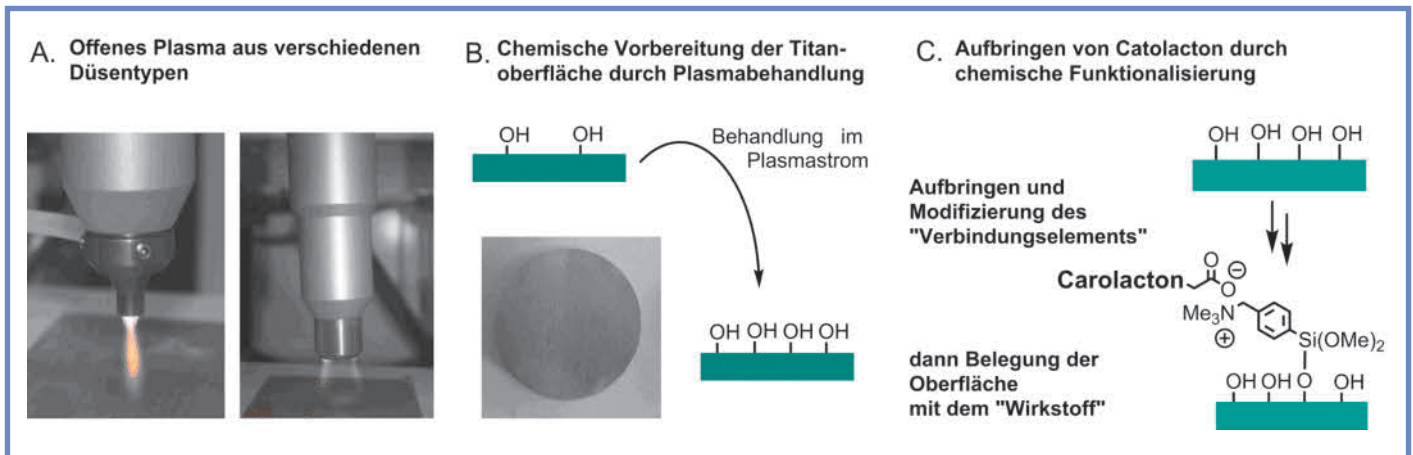 A. Offenes Plasma aus verschiedenen
Düsentypen
B. Chemische Vorbereitung der Titan-
oberfläche durch Plasmabehandlung
C. Aufbringen von Catolacton durch
chemische Funktionalisierung
OH OH
Behandlung im
Plasmastrom
OH OH OH OH
OH OH OH OH
Aufbringen und
Modifizierung des
"Verbindungselements"
O
Carolacton O ⊖
Me₃N
⊕
Si(OMe)₂
dann Belegung der
Oberfläche
mit dem "Wirkstoff"
OH OH O OH